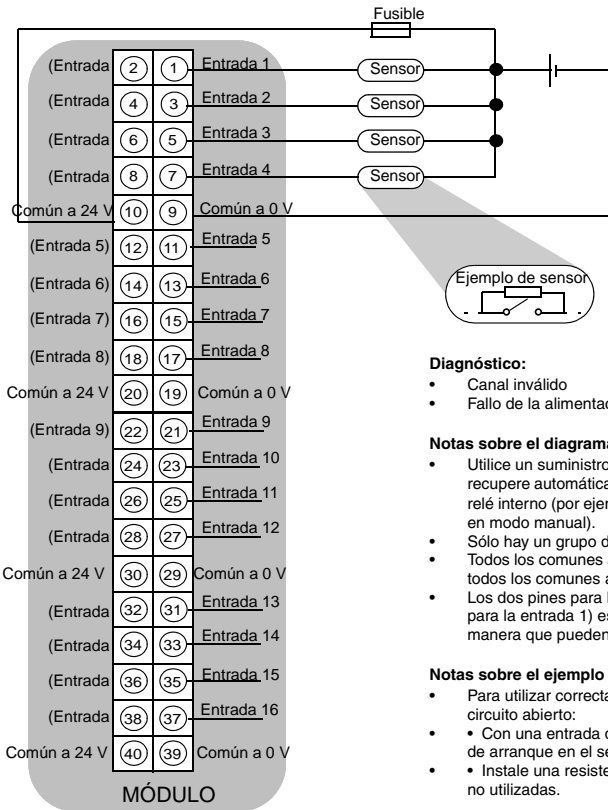 Fusible
(Entrada 2 1 Entrada 1 Sensor
(Entrada 4 3 Entrada 2 Sensor
(Entrada 6 5 Entrada 3 Sensor
(Entrada 8 7 Entrada 4 Sensor
Común a 24 V 10 9 Común a 0 V
(Entrada 5) 12 11 Entrada 5
(Entrada 6) 14 13 Entrada 6
(Entrada 7) 16 15 Entrada 7
(Entrada 8) 18 17 Entrada 8
Común a 24 V 20 19 Común a 0 V
(Entrada 9) 22 21 Entrada 9
(Entrada 24 23 Entrada 10
(Entrada 26 25 Entrada 11
(Entrada 28 27 Entrada 12
Común a 24 V 30 29 Común a 0 V
(Entrada 32 31 Entrada 13
(Entrada 34 33 Entrada 14
(Entrada 36 35 Entrada 15
(Entrada 38 37 Entrada 16
Común a 24 V 40 39 Común a 0 V
MÓDULO
Ejemplo de sensor
Diagnóstico:
• Canal inválido
• Fallo de la alimentac
Notas sobre el diagrama
• Utilice un suministro
recupere automática
relé interno (por ejem
en modo manual).
• Sólo hay un grupo d
• Todos los comunes a
todos los comunes a
• Los dos pines para l
para la entrada 1) es
manera que pueden
Notas sobre el ejemplo
• Para utilizar correcta
circuito abierto:
• • Con una entrada d
de arranque en el se
• • Instale una resiste
no utilizadas.